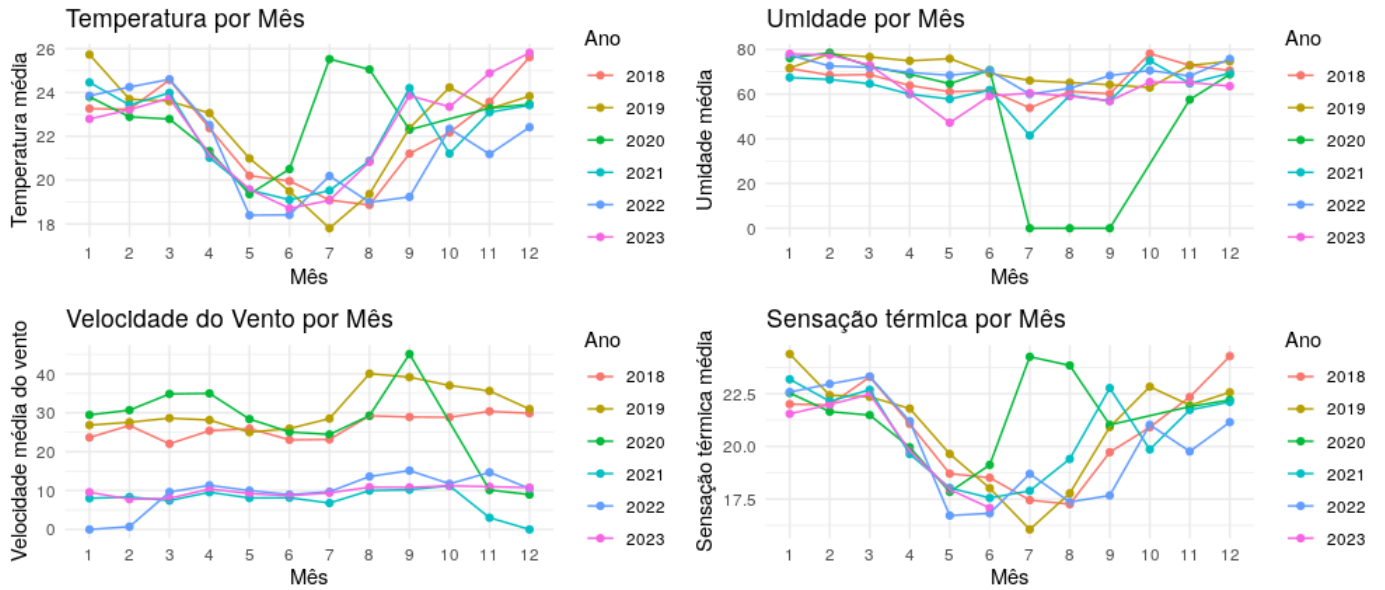 Temperatura por Mês
Temperatura média
26
24
22
20
18
1 2 3 4 5 6 7 8 9 10 11 12
Mês
Ano
2018
2019
2020
2021
2022
2023
Umidade por Mês
Umidade média
80
60
40
20
0
1 2 3 4 5 6 7 8 9 10 11 12
Mês
Ano
2018
2019
2020
2021
2022
2023
Velocidade do Vento por Mês
Velocidade média do vento
40
30
20
10
0
1 2 3 4 5 6 7 8 9 10 11 12
Mês
Ano
2018
2019
2020
2021
2022
2023
Sensação térmica por Mês
Sensação térmica média
22.5
20.0
17.5
1 2 3 4 5 6 7 8 9 10 11 12
Mês
Ano
2018
2019
2020
2021
2022
2023